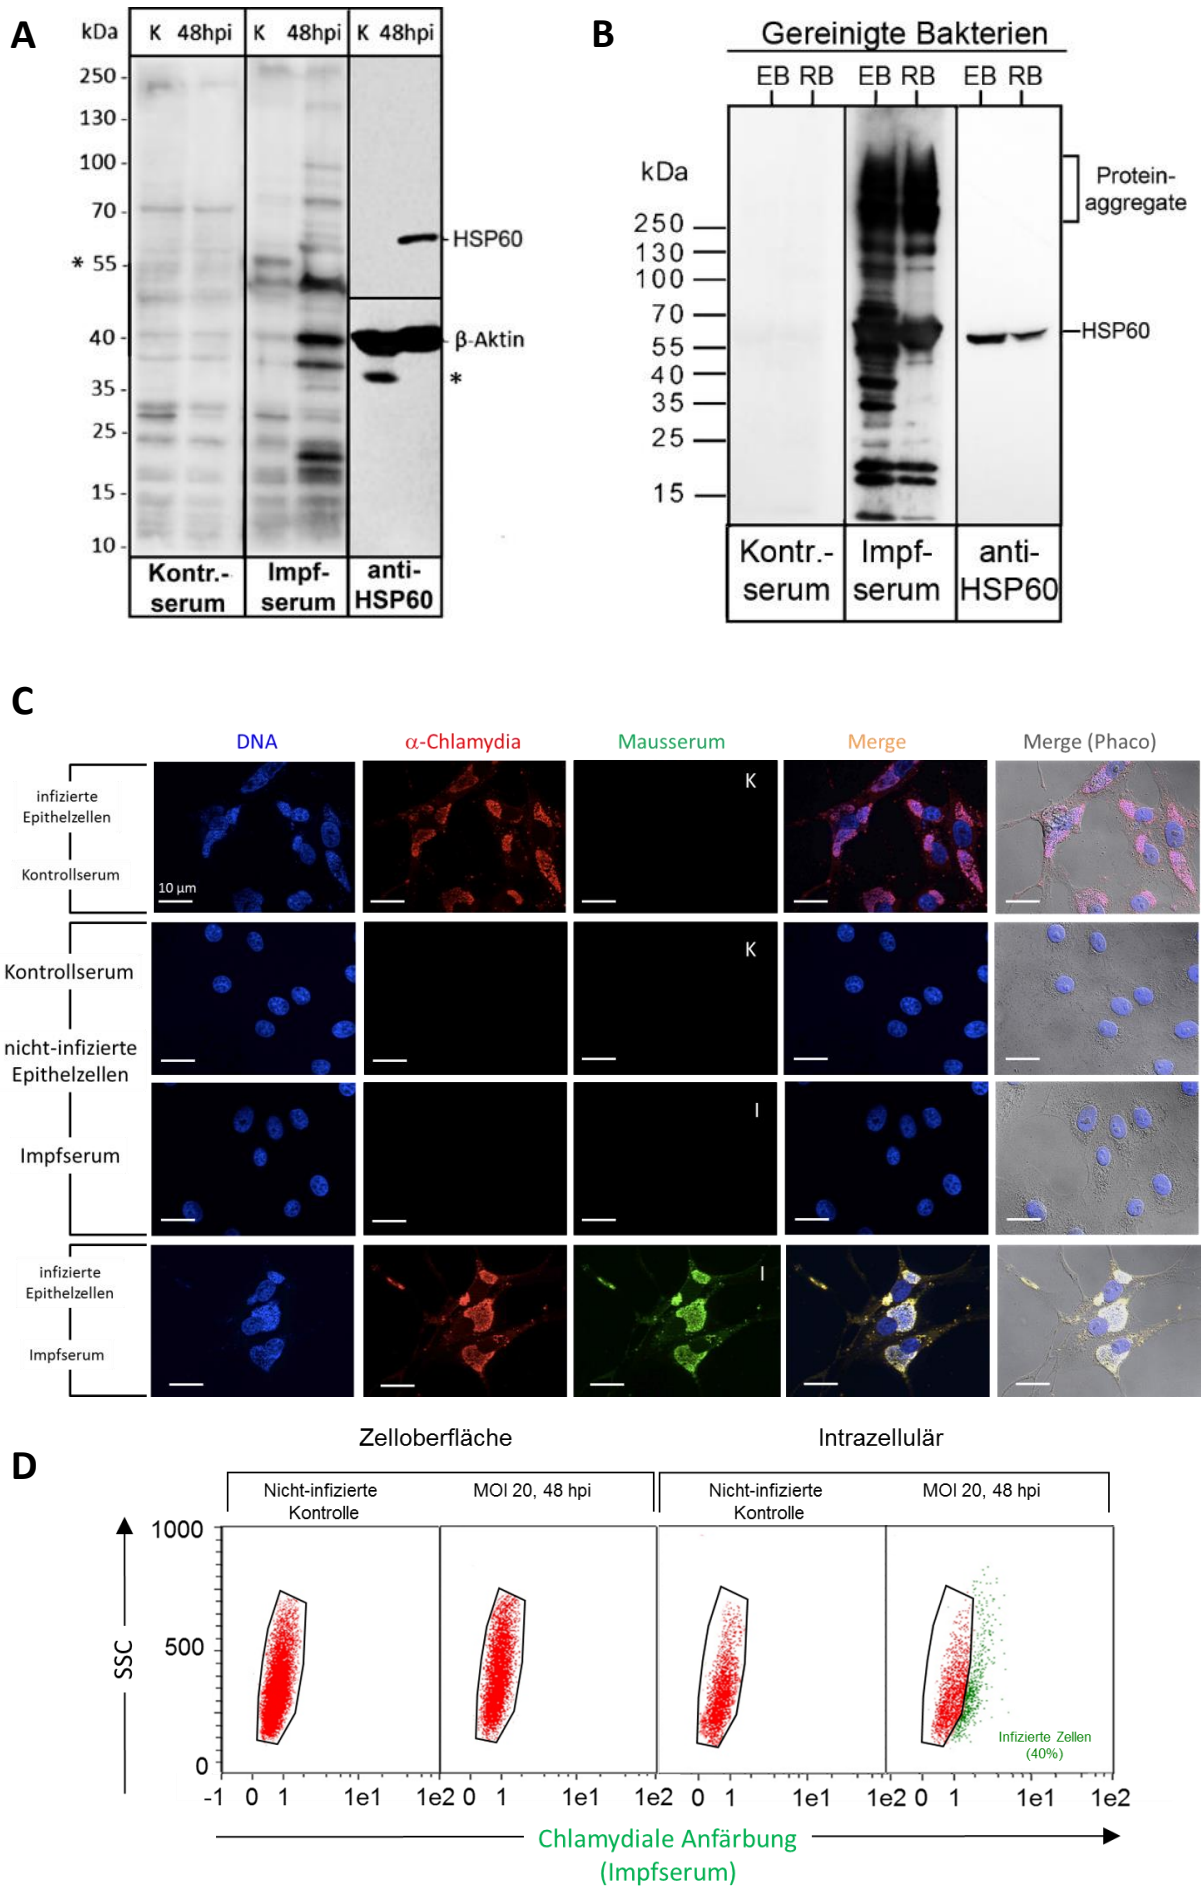 A
kDa
K 48hpi
K 48hpi
K 48hpi
250
130
100
70
* 55
40
35
25
15
10
HSP60
β-Aktin
*
Kontr.-
serum
Impf-
serum
anti-
HSP60
B
Gereinigte Bakterien
EB RB
EB RB
EB RB
kDa
250
130
100
70
55
40
35
25
15
Protein-
aggregate
HSP60
Kontr.-
serum
Impf-
serum
anti-
HSP60
C
DNA
α-Chlamydia
Mausserum
Merge
Merge (Phaco)
infizierte
Epithelzellen
Kontrollserum
10 µm
K
Kontrollserum
K
nicht-infizierte
Epithelzellen
Impfserum
I
infizierte
Epithelzellen
Impfserum
I
D
Zelloberfläche
Intrazellulär
Nicht-infizierte
Kontrolle
MOI 20, 48 hpi
Nicht-infizierte
Kontrolle
MOI 20, 48 hpi
1000
500
0
SSC
Infizierte Zellen
(40%)
-1 0 1 1e1 1e2 0 1 1e1 1e2 0 1 1e1 1e2 0 1 1e1 1e2
Chlamydiale Anfärbung
(Impfserum)